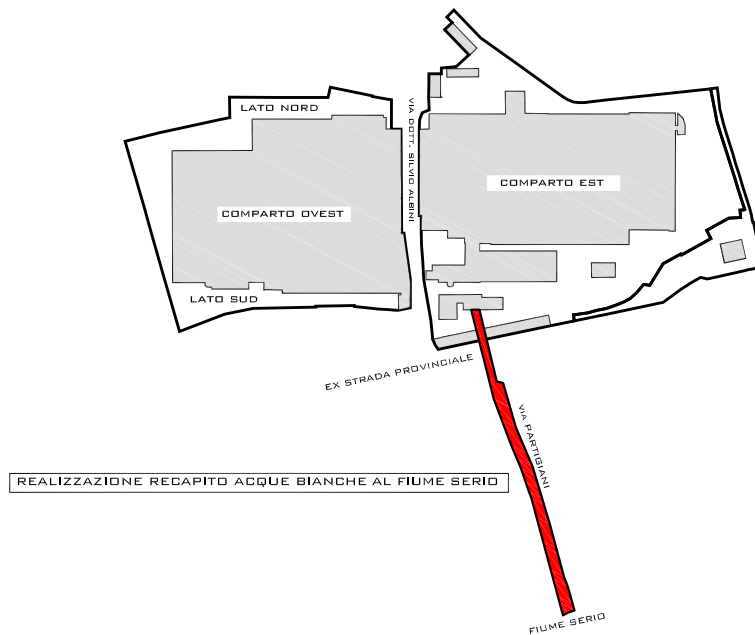 LATO NORD
VIA DOTT. SILVIO ALBINI
COMPARTO OVEST
COMPARTO EST
LATO SUD
EX STRADA PROVINCIALE
VIA PARTIGIANI
REALIZZAZIONE RECAPITO ACQUE BIANCHE AL FIUME SERIO
FIUME SERIO